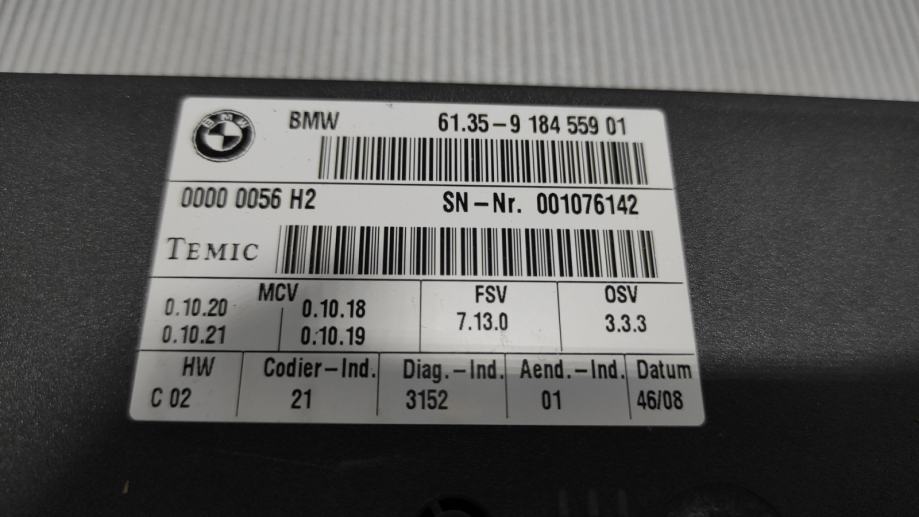 BMW 61.35-9 184 559 01
0000 0056 H2 SN-Nr. 001076142
TEMIC
MCV FSV OSV
0.10.20 0.10.18 7.13.0 3.3.3
0.10.21 0:10.19
HW Codier-Ind. Diag.-Ind. Aend.-Ind. Datum
C 02 21 3152 01 46/08